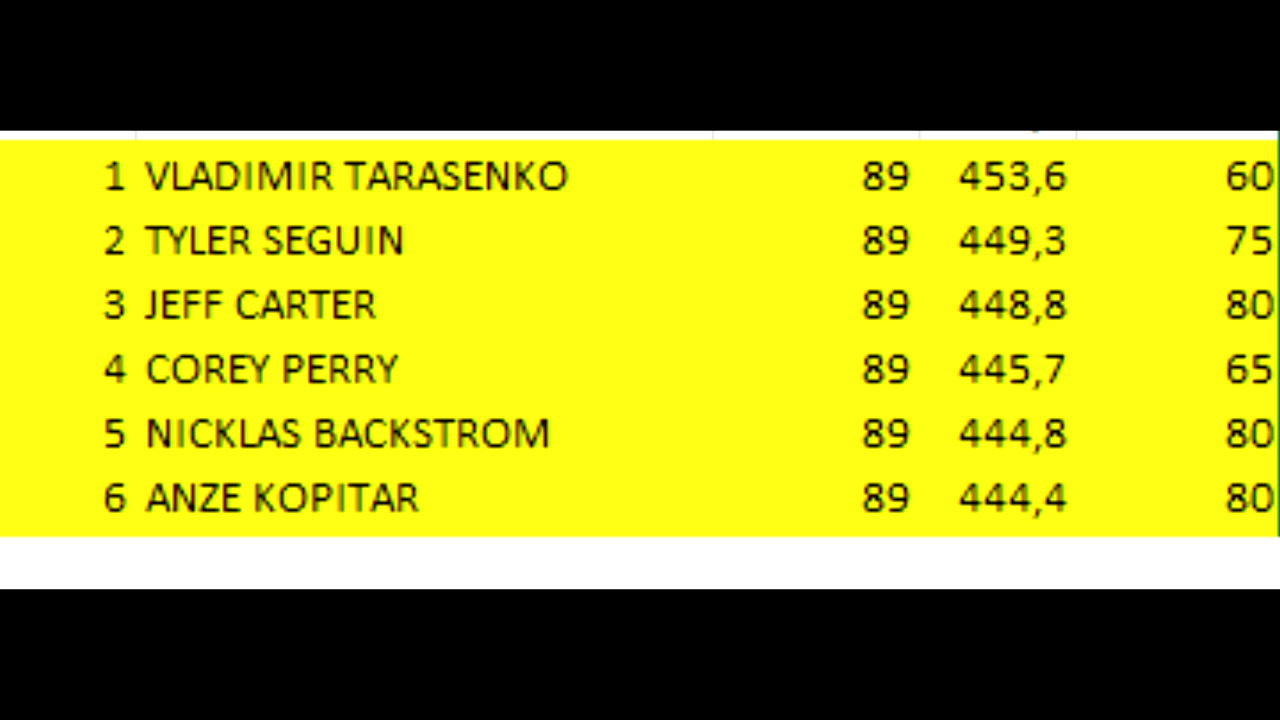 1 VLADIMIR TARASENKO 89 453,6 60
2 TYLER SEGUIN 89 449,3 75
3 JEFF CARTER 89 448,8 80
4 COREY PERRY 89 445,7 65
5 NICKLAS BACKSTROM 89 444,8 80
6 ANZE KOPITAR 89 444,4 80